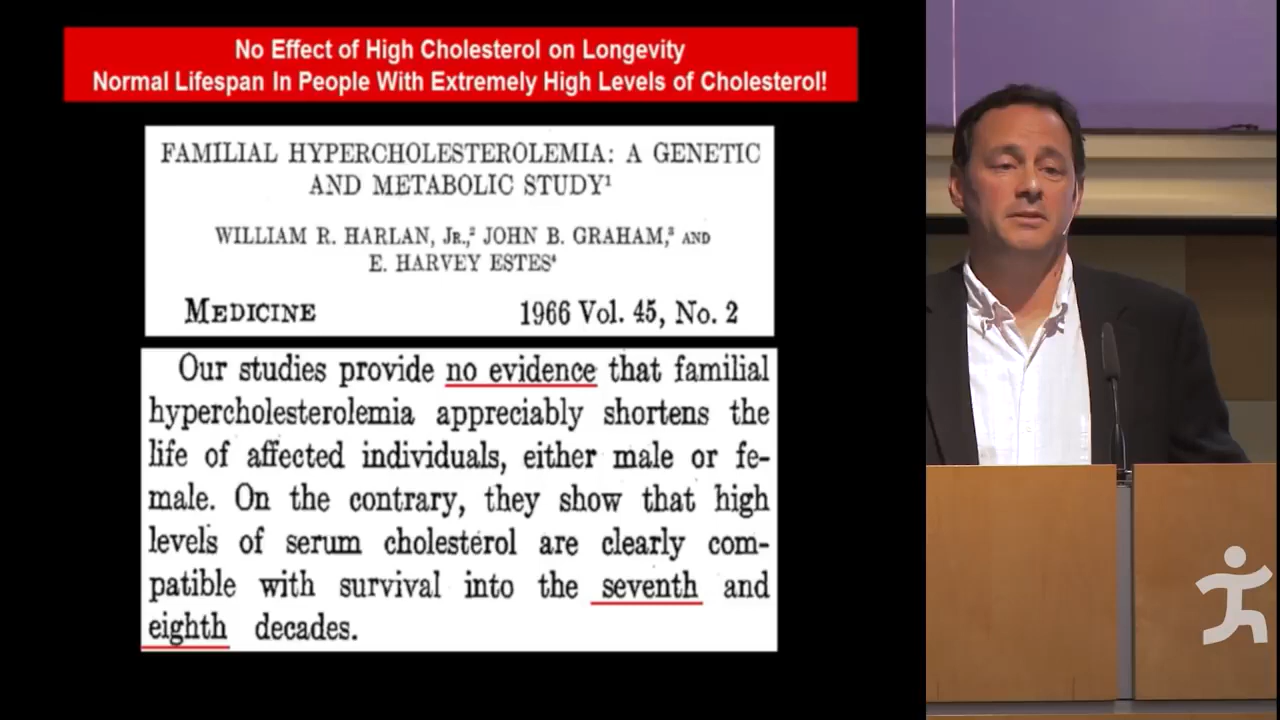 No Effect of High Cholesterol on Longevity
Normal Lifespan In People With Extremely High Levels of Cholesterol!
FAMILIAL HYPERCHOLESTEROLEMIA: A GENETIC
AND METABOLIC STUDY¹
WILLIAM R. HARLAN, JR.,² JOHN B. GRAHAM,³ AND
E. HARVEY ESTES⁴
MEDICINE 1966 Vol. 45, No. 2
Our studies provide no evidence that familial
hypercholesterolemia appreciably shortens the
life of affected individuals, either male or fe-
male. On the contrary, they show that high
levels of serum cholesterol are clearly com-
patible with survival into the seventh and
eighth decades.